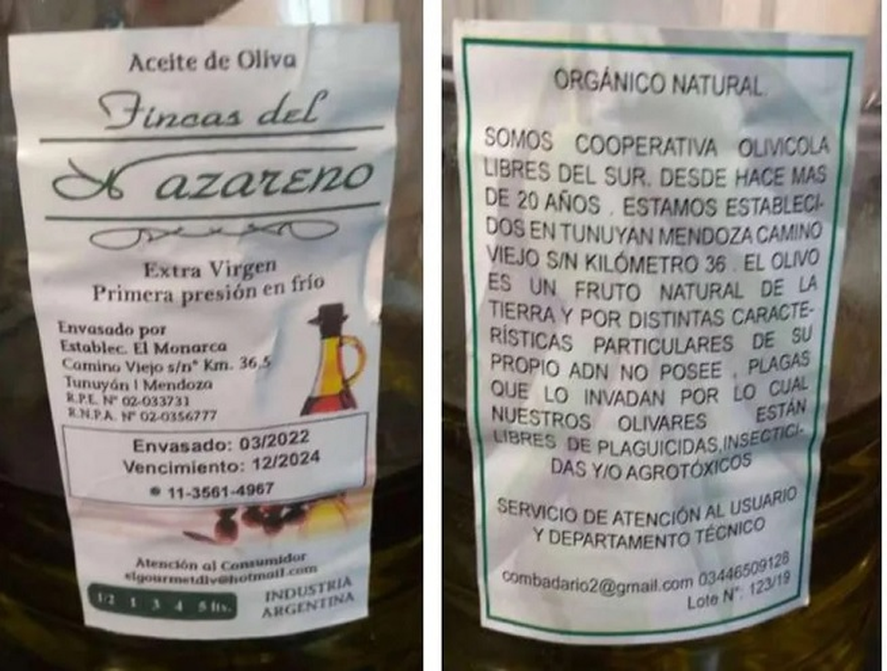 Aceite de Oliva
Fincas del
Nazareno
Extra Virgen
Primera presión en frío
Envasado por
Establec. El Monarca
Camino Viejo s/nº Km. 36,5
Tunuyán | Mendoza
R.P.E. Nº 02-033731
R.N.P.A. Nº 02-0356777
Envasado: 03/2022
Vencimiento: 12/2024
11-3561-4967
Atención al Consumidor
elgourmetdlv@hotmail.com
1/2 1 3 4 5 lts.
INDUSTRIA
ARGENTINA
ORGÁNICO NATURAL
SOMOS COOPERATIVA OLIVICOLA
LIBRES DEL SUR. DESDE HACE MAS
DE 20 AÑOS , ESTAMOS ESTABLECI-
DOS EN TUNUYAN MENDOZA CAMINO
VIEJO S/N KILÓMETRO 36 . EL OLIVO
ES UN FRUTO NATURAL DE LA
TIERRA Y POR DISTINTAS CARACTE-
RÍSTICAS PARTICULARES DE SU
PROPIO ADN NO POSEE , PLAGAS
QUE LO INVADAN POR LO CUAL
NUESTROS OLIVARES ESTÁN
LIBRES DE PLAGUICIDAS,INSECTICI-
DAS Y/O AGROTÓXICOS
SERVICIO DE ATENCIÓN AL USUARIO
Y DEPARTAMENTO TÉCNICO
combadario2@gmail.com 03446509128
Lote N°: 123/19